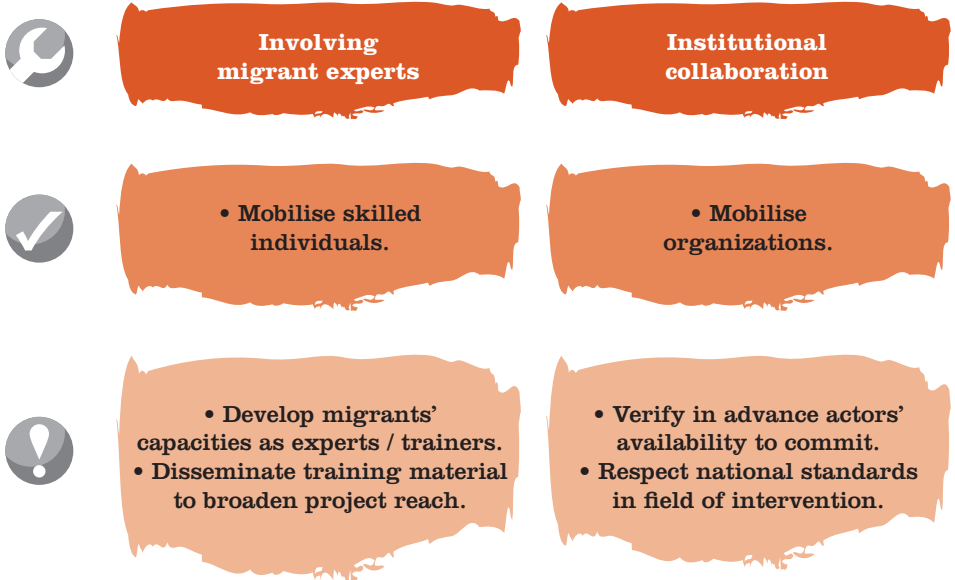 Involving
migrant experts
Institutional
collaboration
• Mobilise skilled
individuals.
• Mobilise
organizations.
• Develop migrants’
capacities as experts / trainers.
• Disseminate training material
to broaden project reach.
• Verify in advance actors’
availability to commit.
• Respect national standards
in field of intervention.